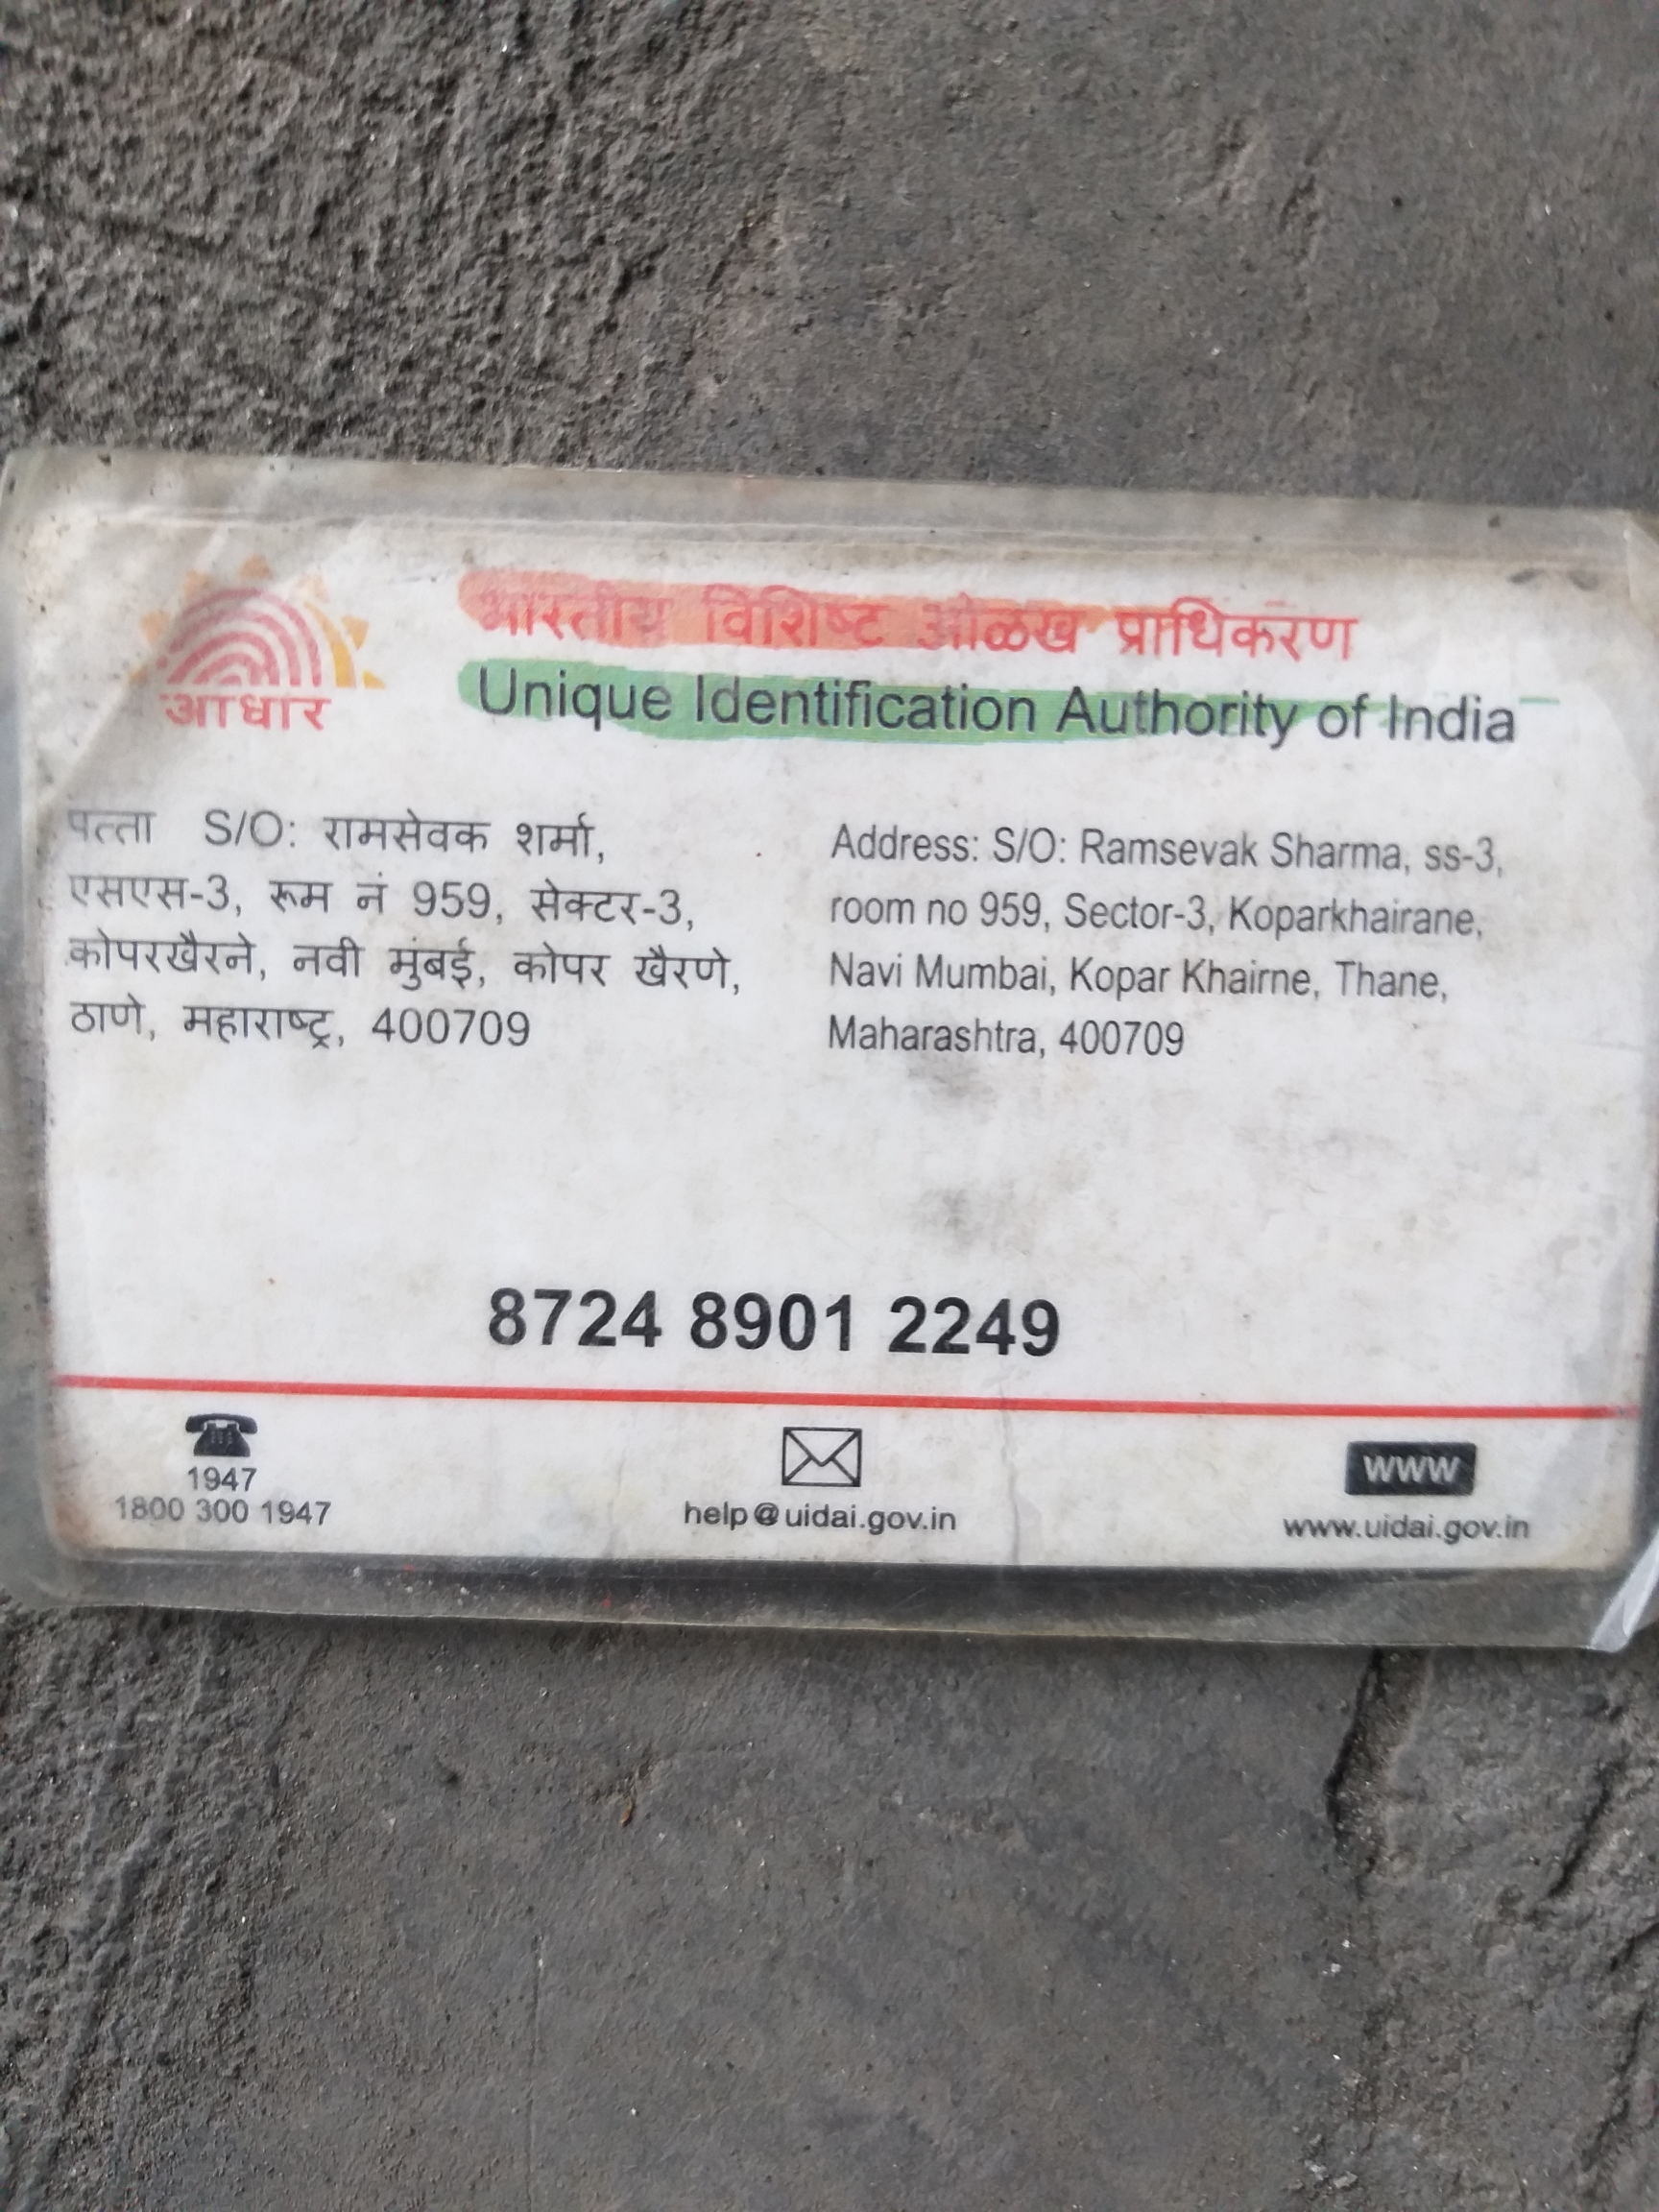 आधार
भारतीय विशिष्ट ओळख प्राधिकरण
Unique Identification Authority of India
पत्ता S/O: रामसेवक शर्मा,
एसएस-3, रूम नं 959, सेक्टर-3,
कोपरखैरने, नवी मुंबई, कोपर खैरणे,
ठाणे, महाराष्ट्र, 400709
Address: S/O: Ramsevak Sharma, ss-3,
room no 959, Sector-3, Koparkhairane,
Navi Mumbai, Kopar Khairne, Thane,
Maharashtra, 400709
8724 8901 2249
1947
1800 300 1947
help@uidai.gov.in
www
www.uidai.gov.in